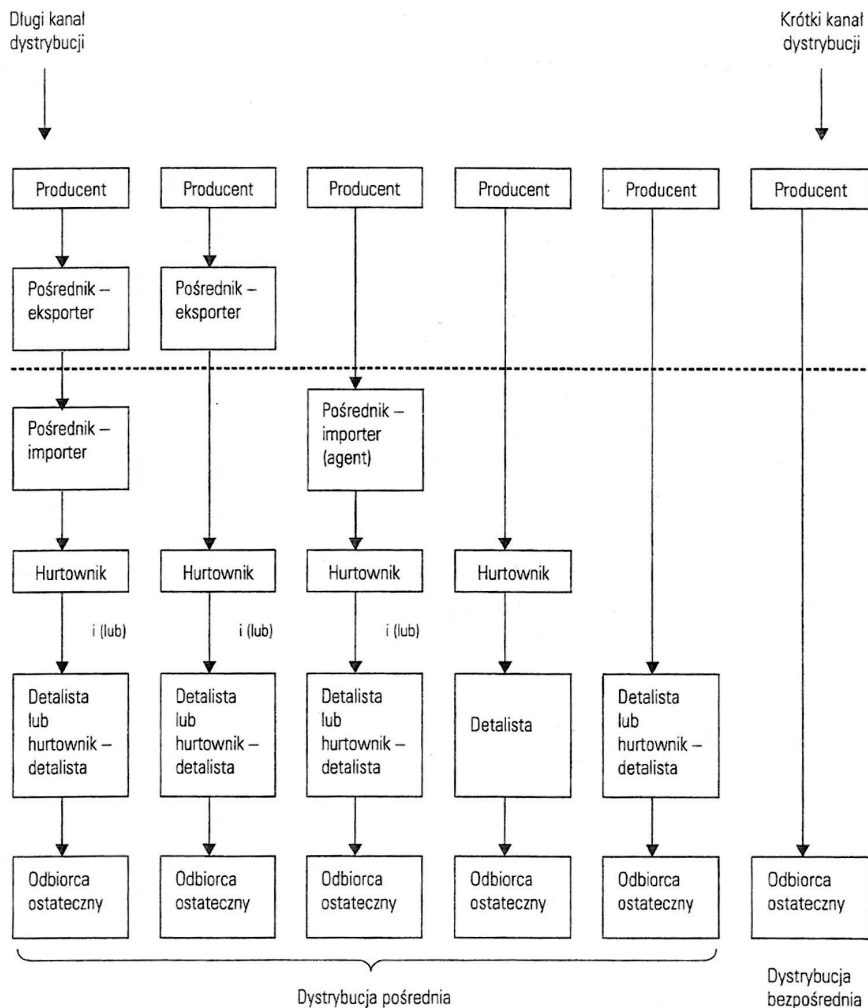 Długi kanał
dystrybucji
Krótki kanał
dystrybucji
Producent
Producent
Producent
Producent
Producent
Producent
Pośrednik –
eksporter
Pośrednik –
eksporter
Pośrednik –
importer
Pośrednik –
importer
(agent)
Hurtownik
Hurtownik
Hurtownik
Hurtownik
i (lub)
i (lub)
i (lub)
Detalista
lub
hurtownik –
detalista
Detalista
lub
hurtownik –
detalista
Detalista
lub
hurtownik –
detalista
Detalista
Detalista
lub
hurtownik –
detalista
Odbiorca
ostateczny
Odbiorca
ostateczny
Odbiorca
ostateczny
Odbiorca
ostateczny
Odbiorca
ostateczny
Odbiorca
ostateczny
Dystrybucja pośrednia
Dystrybucja
bezpośrednia